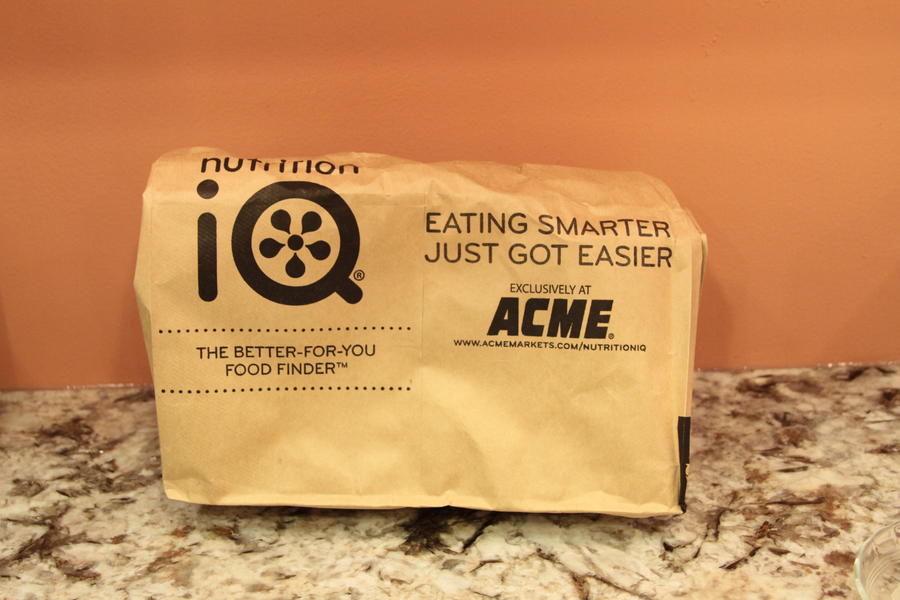 nutrition
iQ®
THE BETTER-FOR-YOU
FOOD FINDER™
EATING SMARTER
JUST GOT EASIER
EXCLUSIVELY AT
ACME®
WWW.ACMEMARKETS.COM/NUTRITIONIQ